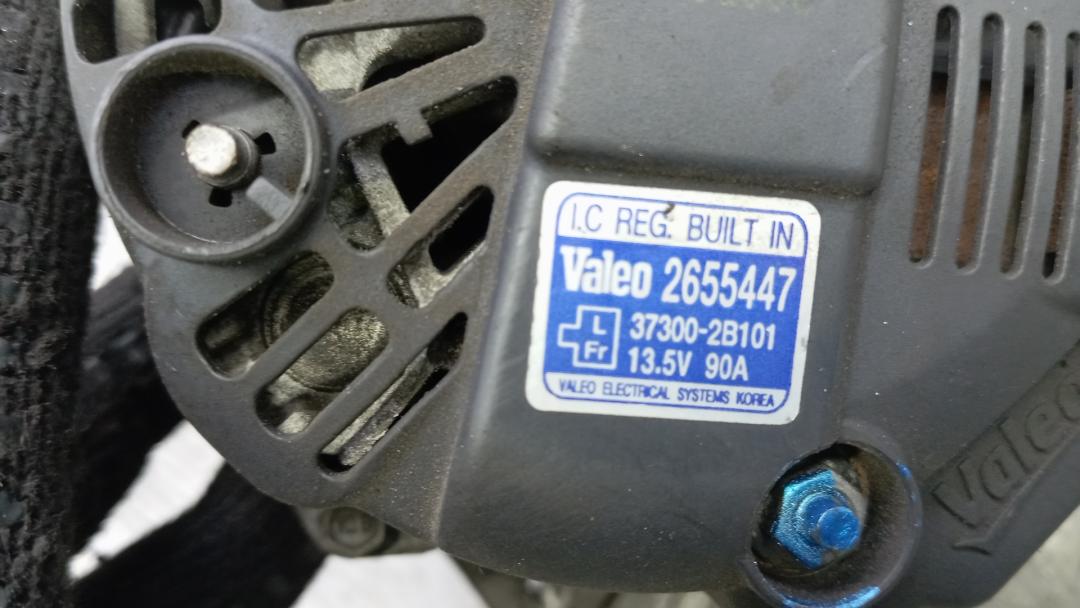 I.C REG. BUILT IN
Valeo 2655447
L
Fr
37300-2B101
13.5V 90A
VALEO ELECTRICAL SYSTEMS KOREA
Valeo